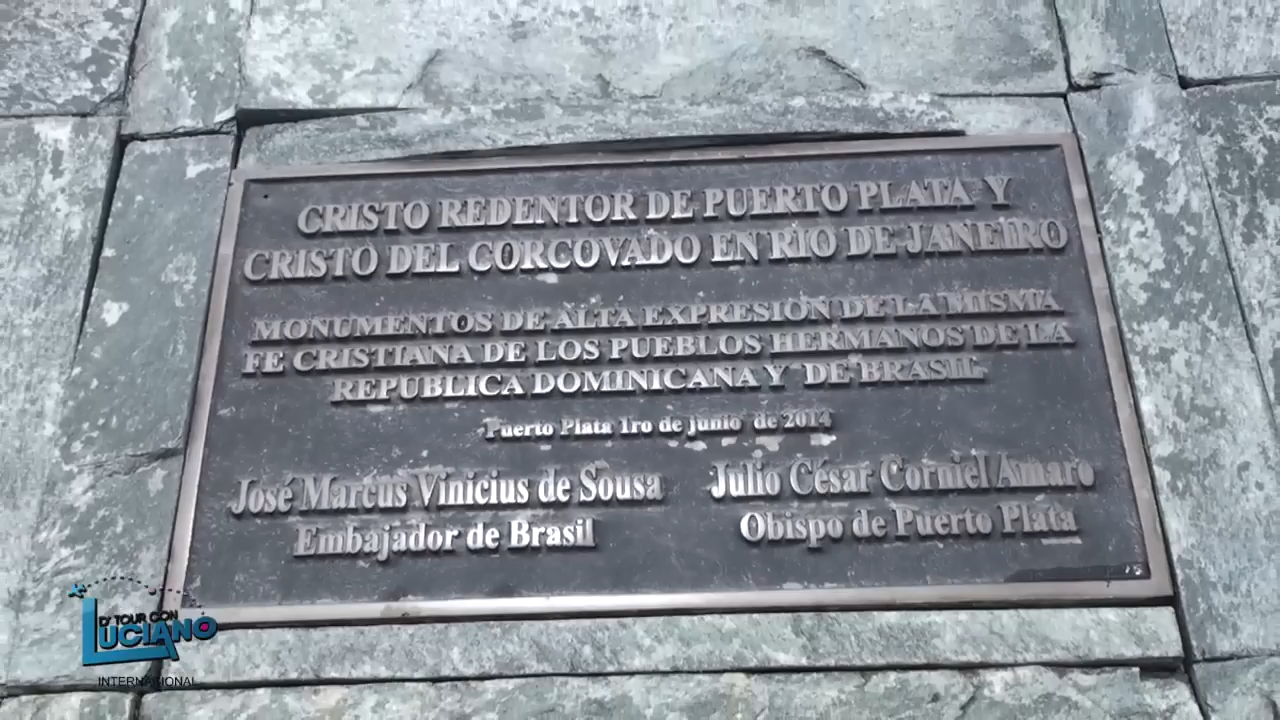 CRISTO REDENTOR DE PUERTO PLATA Y
CRISTO DEL CORCOVADO EN RIO DE JANEIRO
MONUMENTOS DE ALTA EXPRESIÓN DE LA MISMA
FE CRISTIANA DE LOS PUEBLOS HERMANOS DE LA
REPUBLICA DOMINICANA Y DE BRASIL
Puerto Plata 1ro de junio de 2014
José Marcus Vinicius de Sousa
Embajador de Brasil
Julio César Corniel Amaro
Obispo de Puerto Plata
D' TOUR CON
LUCIANO
INTERNACIONAL